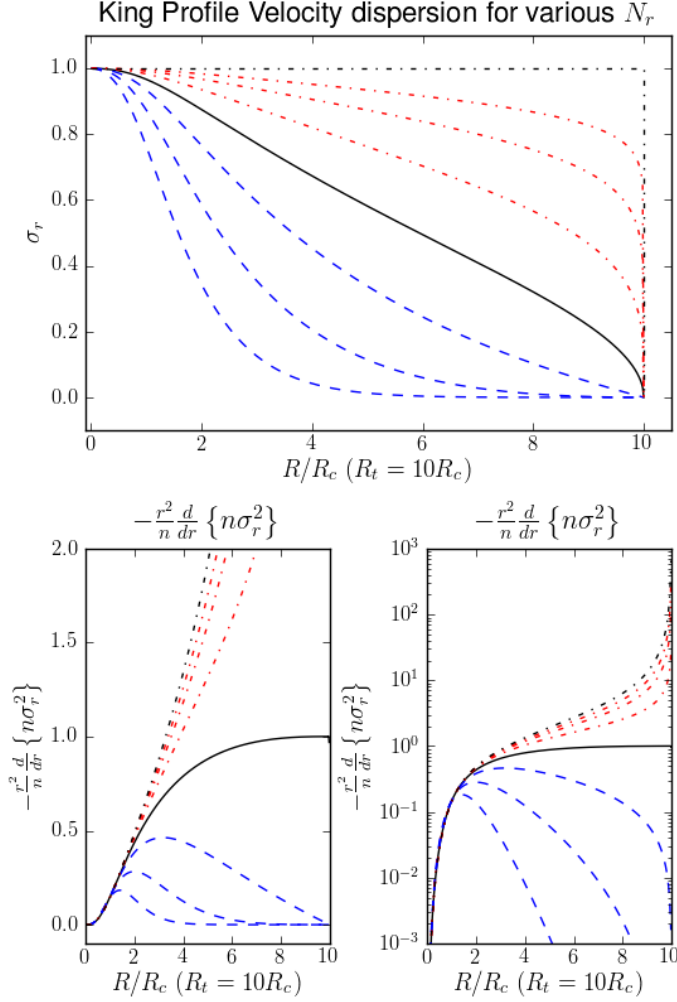 King Profile Velocity dispersion for various $N_r$
1.0
0.8
0.6
0.4
0.2
0.0
$\sigma_r$
0 2 4 6 8 10
$R/R_c$ ($R_t = 10R_c$)
$-\frac{r^2}{n}\frac{d}{dr}\left\{n\sigma_r^2\right\}$
2.0
1.5
1.0
0.5
0.0
$-\frac{r^2}{n}\frac{d}{dr}\left\{n\sigma_r^2\right\}$
0 2 4 6 8 10
$R/R_c$ ($R_t = 10R_c$)
$-\frac{r^2}{n}\frac{d}{dr}\left\{n\sigma_r^2\right\}$
$10^3$
$10^2$
$10^1$
$10^0$
$10^{-1}$
$10^{-2}$
$10^{-3}$
$-\frac{r^2}{n}\frac{d}{dr}\left\{n\sigma_r^2\right\}$
0 2 4 6 8 10
$R/R_c$ ($R_t = 10R_c$)